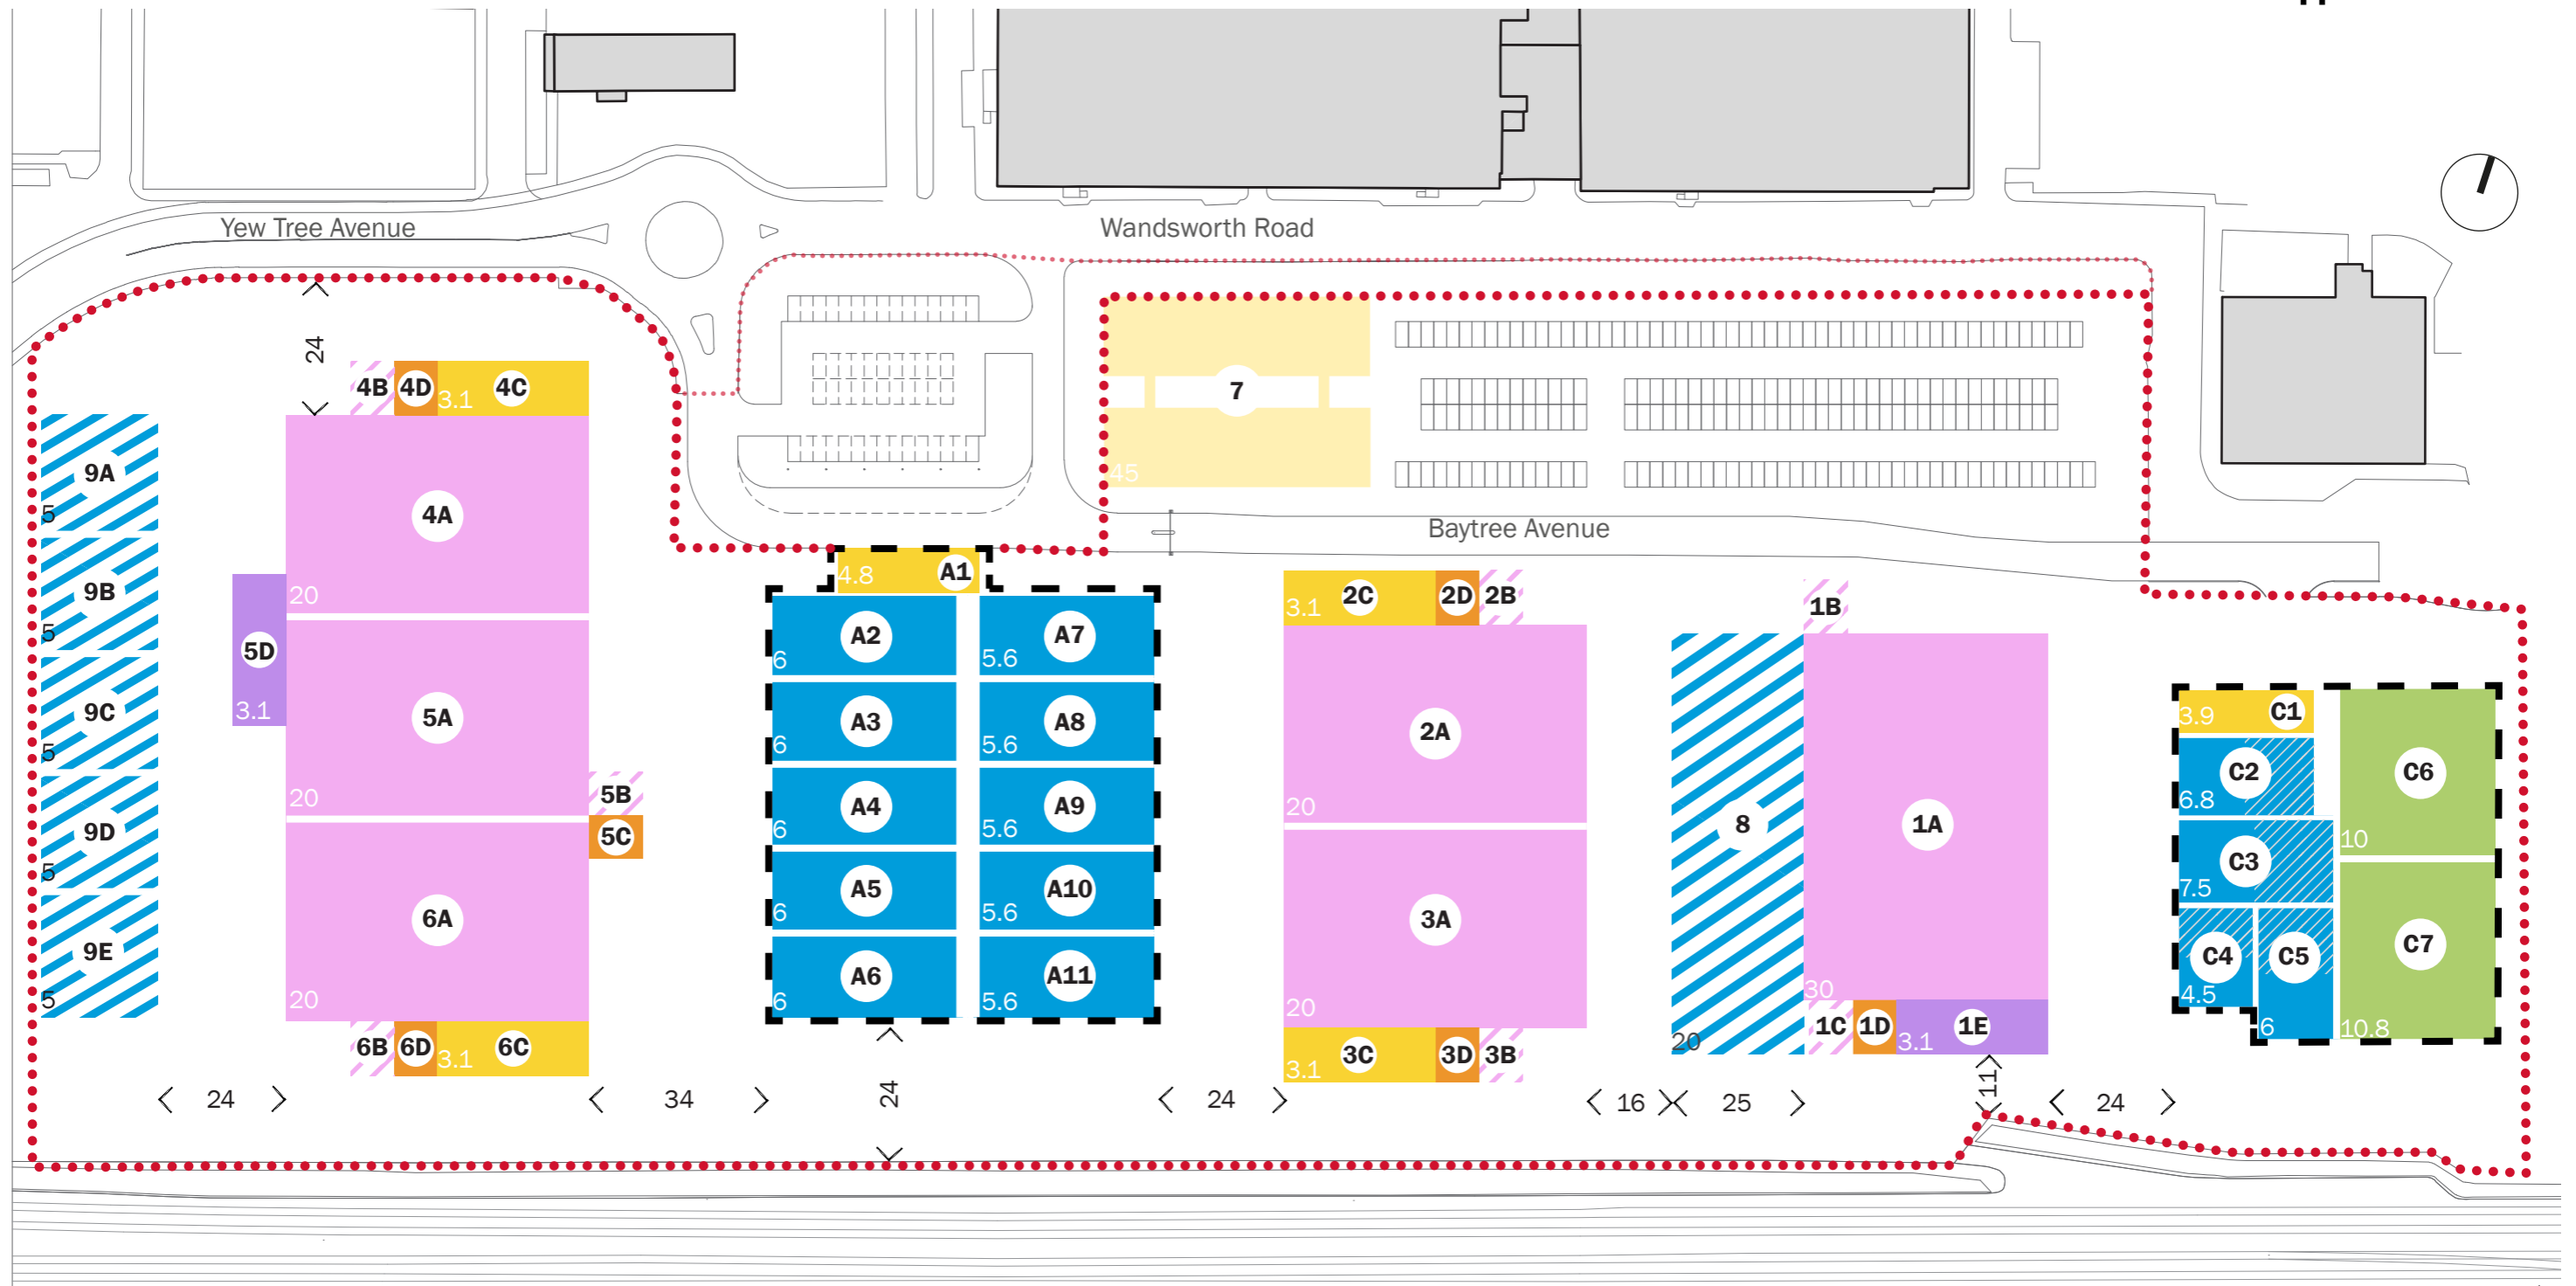 Yew Tree Avenue
Wandsworth Road
24
4B
4D
3.1
4C
7
45
9A
5
4A
20
Baytree Avenue
A1
4.8
9B
5
5D
3.1
5A
20
A2
6
A7
5.6
2C
3.1
2D
2B
1B
9C
5
A3
6
A8
5.6
2A
20
C1
3.9
C2
6.8
C6
10
5B
5C
9D
5
A4
6
A9
5.6
8
20
1A
30
C3
7.5
6A
20
A5
6
A10
5.6
3A
20
9E
5
A6
6
A11
5.6
C4
4.5
C5
6
C7
10.8
6B
6D
3.1
6C
3C
3.1
3D
3B
1C
1D
3.1
1E
24
34
24
24
16
25
11
24